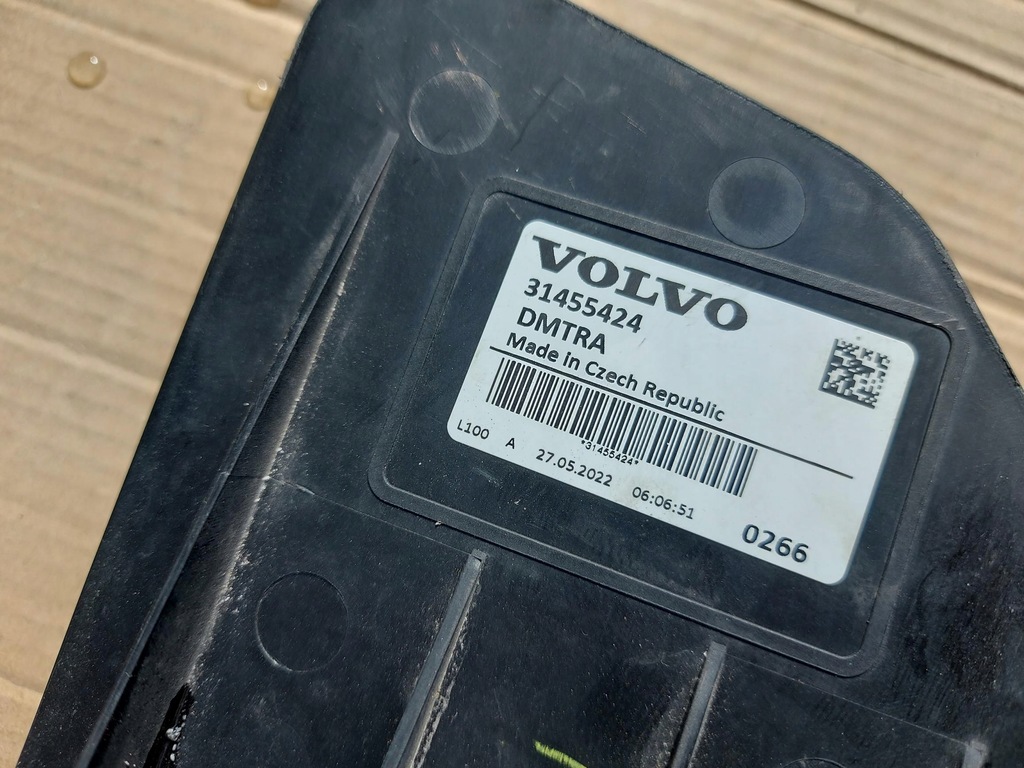 VOLVO
31455424
DMTRA
Made in Czech Republic
*31455424*
L100 A 27.05.2022 06:06:51
0266